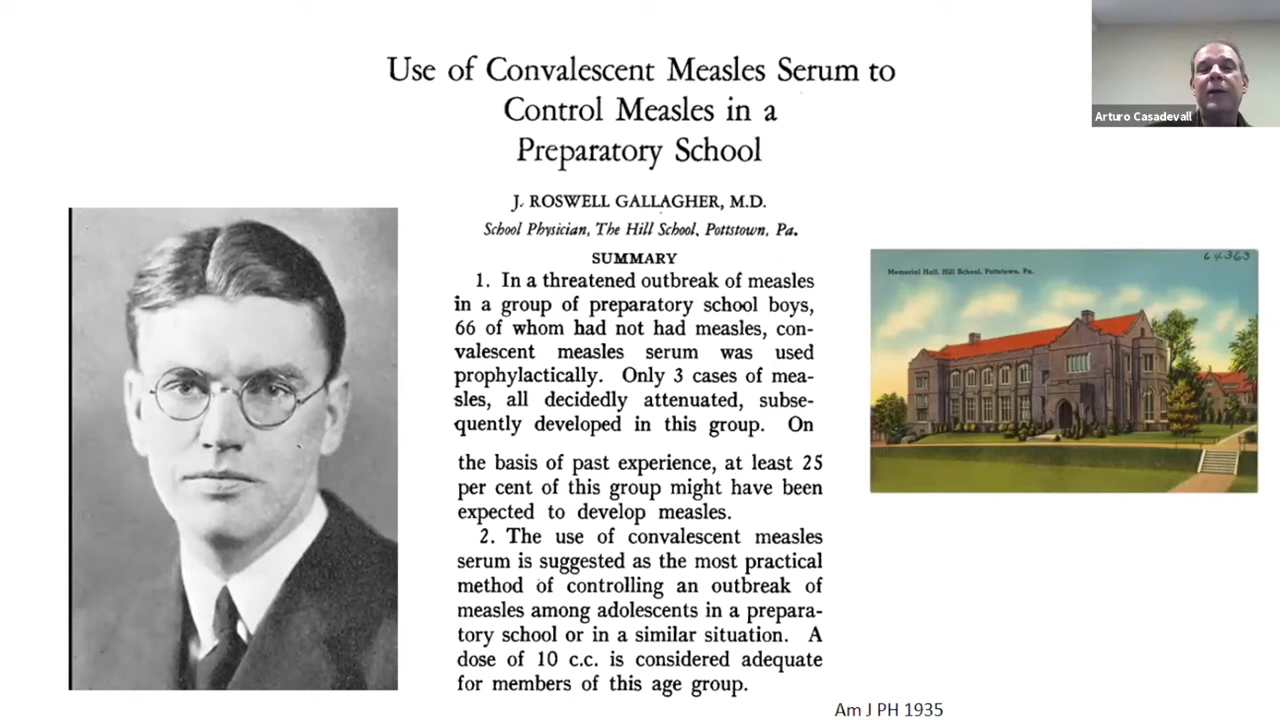 Use of Convalescent Measles Serum to
Control Measles in a
Preparatory School
Arturo Casadevall
J. ROSWELL GALLAGHER, M.D.
School Physician, The Hill School, Pottstown, Pa.
SUMMARY
1. In a threatened outbreak of measles
in a group of preparatory school boys,
66 of whom had not had measles, con-
valescent measles serum was used
prophylactically. Only 3 cases of mea-
sles, all decidedly attenuated, subse-
quently developed in this group. On
the basis of past experience, at least 25
per cent of this group might have been
expected to develop measles.
2. The use of convalescent measles
serum is suggested as the most practical
method of controlling an outbreak of
measles among adolescents in a prepara-
tory school or in a similar situation. A
dose of 10 c.c. is considered adequate
for members of this age group.
64363
Memorial Hall, Hill School, Pottstown, Pa.
Am J PH 1935